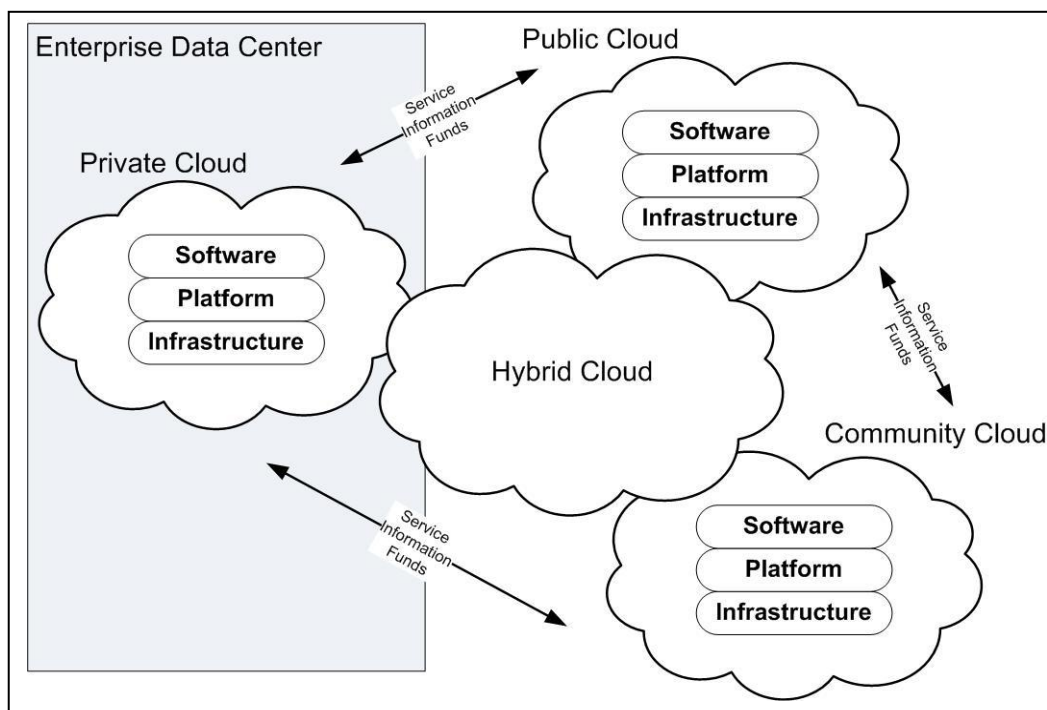 Enterprise Data Center
Public Cloud
Service
Information
Funds
Software
Platform
Infrastructure
Private Cloud
Software
Platform
Infrastructure
Hybrid Cloud
Service
Information
Funds
Community Cloud
Service
Information
Funds
Software
Platform
Infrastructure